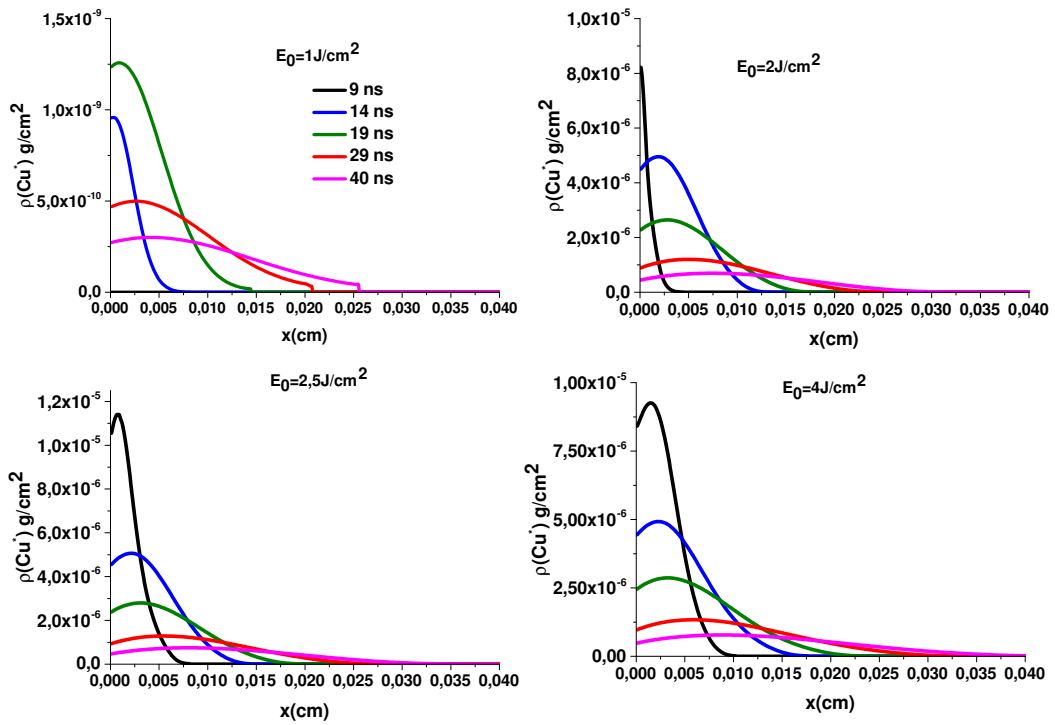 1,5x10⁻⁹
1,0x10⁻⁹
5,0x10⁻¹⁰
0,0
ρ(Cu*) g/cm²
E₀=1J/cm²
9 ns
14 ns
19 ns
29 ns
40 ns
0,000 0,005 0,010 0,015 0,020 0,025 0,030 0,035 0,040
x(cm)
1,0x10⁻⁵
8,0x10⁻⁶
6,0x10⁻⁶
4,0x10⁻⁶
2,0x10⁻⁶
0,0
ρ(Cu*) g/cm²
E₀=2J/cm²
0,000 0,005 0,010 0,015 0,020 0,025 0,030 0,035 0,040
x(cm)
E₀=2,5J/cm²
1,2x10⁻⁵
1,0x10⁻⁵
8,0x10⁻⁶
6,0x10⁻⁶
4,0x10⁻⁶
2,0x10⁻⁶
0,0
ρ(Cu*) g/cm²
0,000 0,005 0,010 0,015 0,020 0,025 0,030 0,035 0,040
x(cm)
E₀=4J/cm²
1,00x10⁻⁵
7,50x10⁻⁶
5,00x10⁻⁶
2,50x10⁻⁶
0,00
ρ(Cu*) g/cm²
0,000 0,005 0,010 0,015 0,020 0,025 0,030 0,035 0,040
x(cm)